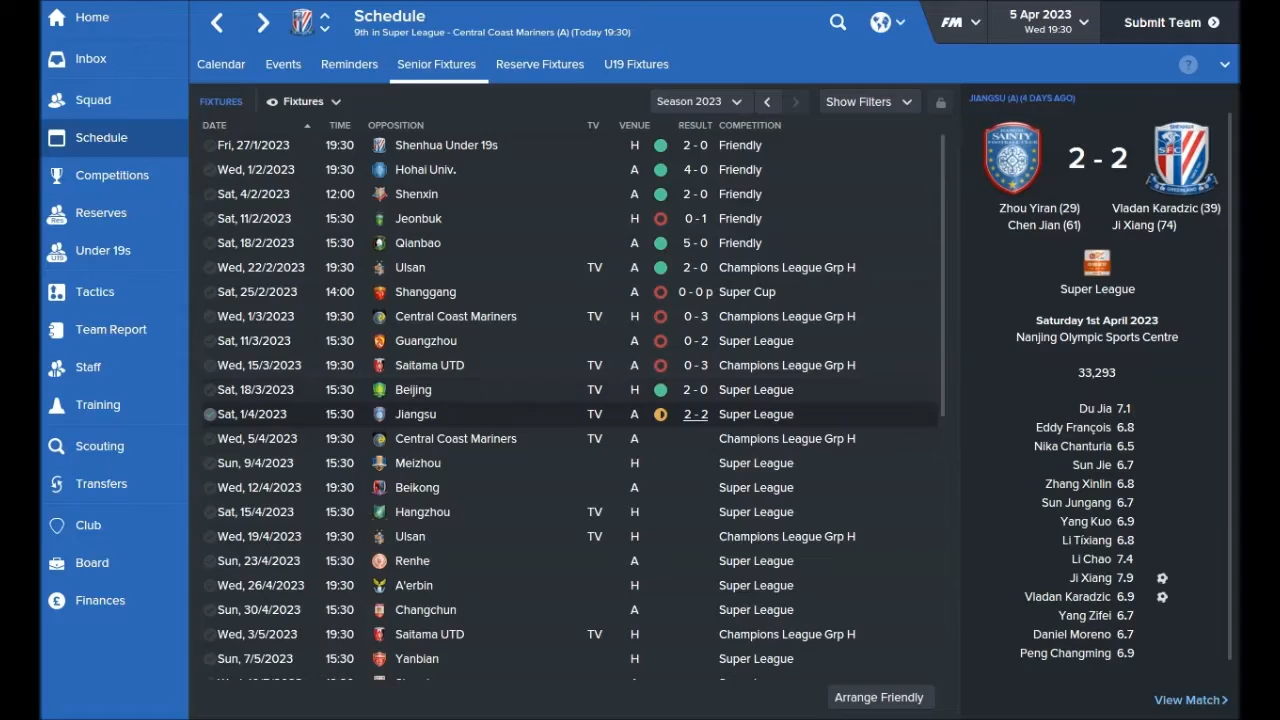 Home
Inbox
Squad
Schedule
Competitions
Reserves
Under 19s
Tactics
Team Report
Staff
Training
Scouting
Transfers
Club
Board
Finances
Schedule
9th in Super League - Central Coast Mariners (A) (Today 19:30)
FM
5 Apr 2023
Wed 19:30
Submit Team
Calendar Events Reminders Senior Fixtures Reserve Fixtures U19 Fixtures
FIXTURES Fixtures Season 2023 Show Filters
DATE TIME OPPOSITION TV VENUE RESULT COMPETITION
Fri, 27/1/2023 19:30 Shenhua Under 19s H 2 - 0 Friendly
Wed, 1/2/2023 19:30 Hohai Univ. A 4 - 0 Friendly
Sat, 4/2/2023 12:00 Shenxin A 2 - 0 Friendly
Sat, 11/2/2023 15:30 Jeonbuk H 0 - 1 Friendly
Sat, 18/2/2023 15:30 Qianbao A 5 - 0 Friendly
Wed, 22/2/2023 19:30 Ulsan TV A 2 - 0 Champions League Grp H
Sat, 25/2/2023 14:00 Shanggang A 0 - 0 p Super Cup
Wed, 1/3/2023 19:30 Central Coast Mariners TV H 0 - 3 Champions League Grp H
Sat, 11/3/2023 15:30 Guangzhou A 0 - 2 Super League
Wed, 15/3/2023 19:30 Saitama UTD TV A 0 - 3 Champions League Grp H
Sat, 18/3/2023 15:30 Beijing TV H 2 - 0 Super League
Sat, 1/4/2023 15:30 Jiangsu TV A 2 - 2 Super League
Wed, 5/4/2023 19:30 Central Coast Mariners TV A Champions League Grp H
Sun, 9/4/2023 15:30 Meizhou H Super League
Wed, 12/4/2023 19:30 Beikong A Super League
Sat, 15/4/2023 15:30 Hangzhou TV H Super League
Wed, 19/4/2023 19:30 Ulsan TV H Champions League Grp H
Sun, 23/4/2023 15:30 Renhe A Super League
Wed, 26/4/2023 19:30 A'erbin H Super League
Sun, 30/4/2023 15:30 Changchun A Super League
Wed, 3/5/2023 19:30 Saitama UTD TV H Champions League Grp H
Sun, 7/5/2023 15:30 Yanbian H Super League
Arrange Friendly
JIANGSU (A) (4 DAYS AGO)
2 - 2
Zhou Yiran (29) Vladan Karadzic (39)
Chen Jian (61) Ji Xiang (74)
Super League
Saturday 1st April 2023
Nanjing Olympic Sports Centre
33,293
Du Jia 7.1
Eddy François 6.8
Nika Chanturia 6.5
Sun Jie 6.7
Zhang Xinlin 6.8
Sun Jungang 6.7
Yang Kuo 6.9
Li Tixiang 6.8
Li Chao 7.4
Ji Xiang 7.9
Vladan Karadzic 6.9
Yang Zifei 6.7
Daniel Moreno 6.7
Peng Changming 6.9
View Match